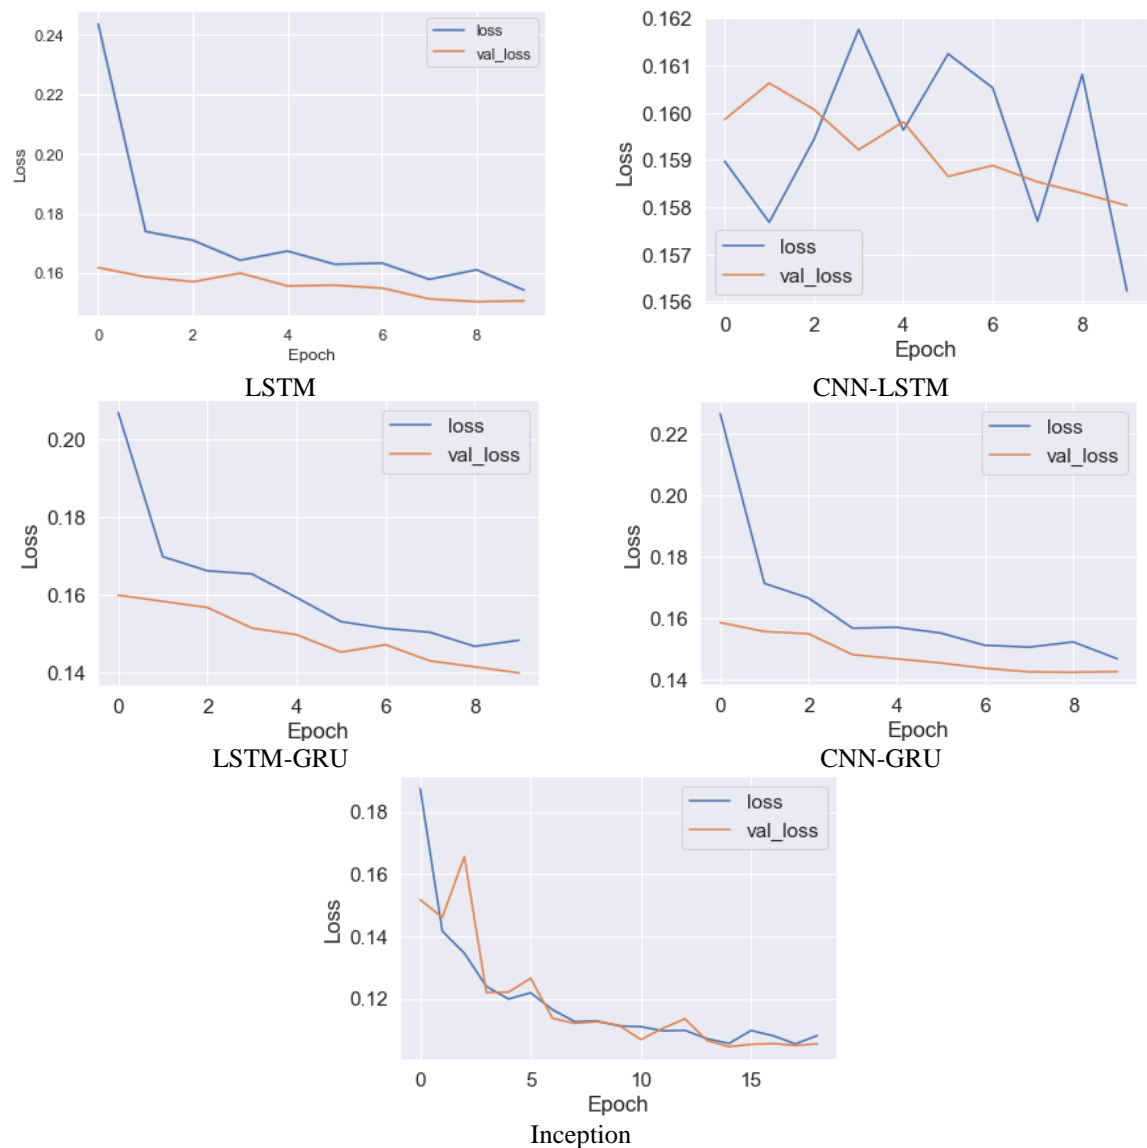 0.24
0.22
0.20
0.18
0.16
Loss
loss
val_loss
0 2 4 6 8
Epoch
LSTM
0.162
0.161
0.160
0.159
0.158
0.157
0.156
Loss
loss
val_loss
0 2 4 6 8
Epoch
CNN-LSTM
0.20
0.18
0.16
0.14
Loss
loss
val_loss
0 2 4 6 8
Epoch
LSTM-GRU
0.22
0.20
0.18
0.16
0.14
Loss
loss
val_loss
0 2 4 6 8
Epoch
CNN-GRU
0.18
0.16
0.14
0.12
Loss
loss
val_loss
0 5 10 15
Epoch
Inception